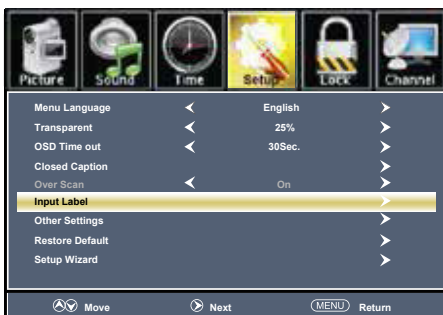 Picture Sound Time Setup Lock Channel
Menu Language English
Transparent 25%
OSD Time out 30Sec.
Closed Caption
Over Scan On
Input Label
Other Settings
Restore Default
Setup Wizard
Move Next MENU Return